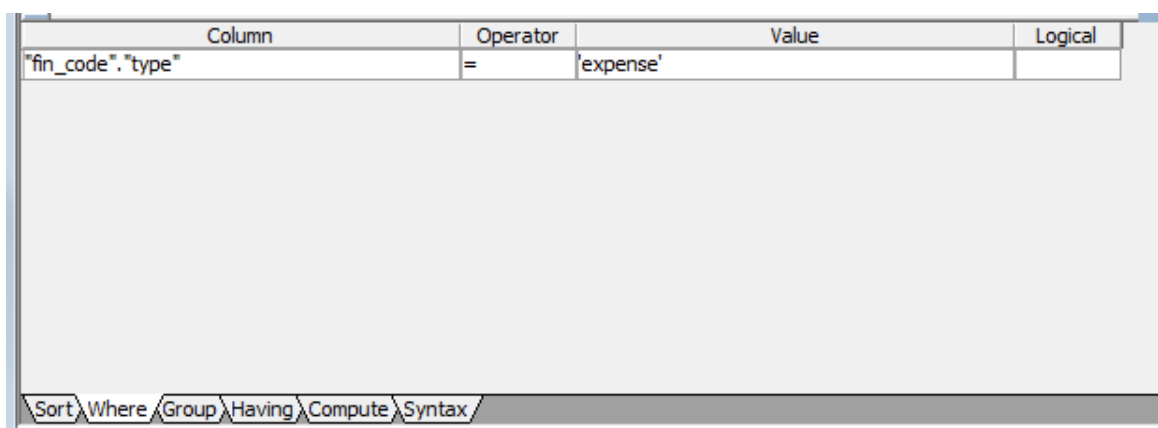 Column Operator Value Logical
"fin_code"."type" = 'expense'
Sort Where Group Having Compute Syntax